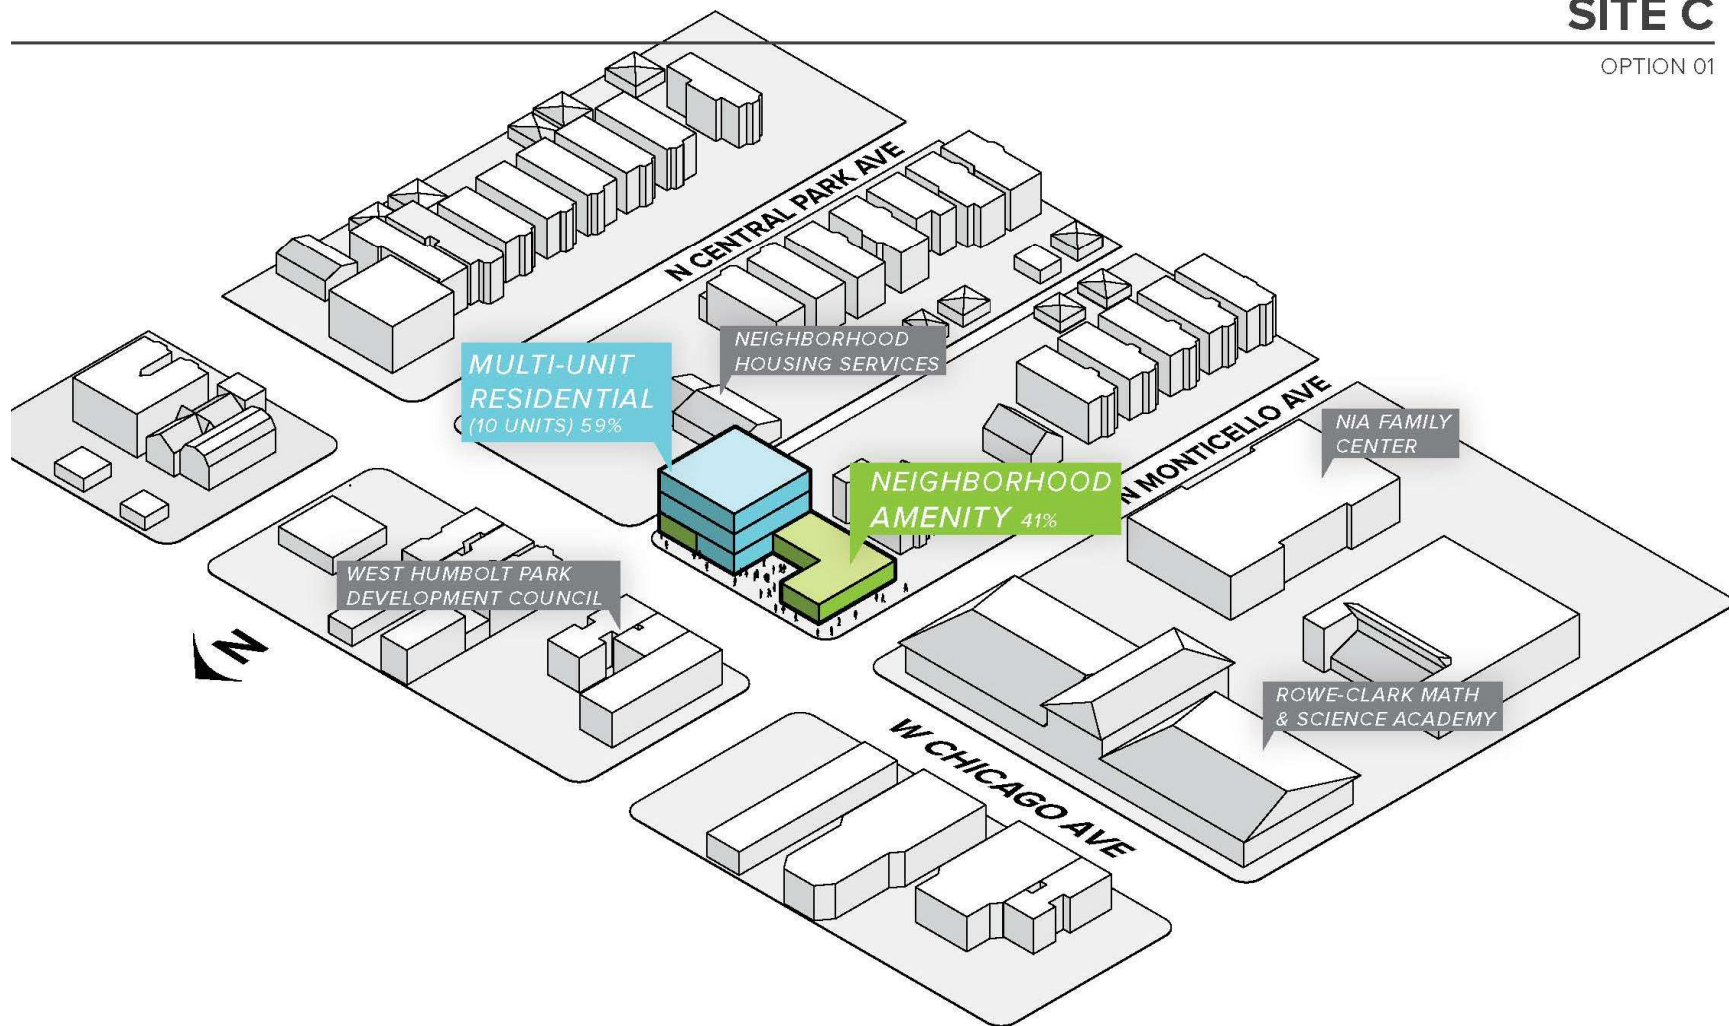 SITE C
OPTION 01
N CENTRAL PARK AVE
NEIGHBORHOOD
HOUSING SERVICES
MULTI-UNIT
RESIDENTIAL
(10 UNITS) 59%
NEIGHBORHOOD
AMENITY 41%
N MONTICELLO AVE
NIA FAMILY
CENTER
WEST HUMBOLT PARK
DEVELOPMENT COUNCIL
N
ROWE-CLARK MATH
& SCIENCE ACADEMY
W CHICAGO AVE